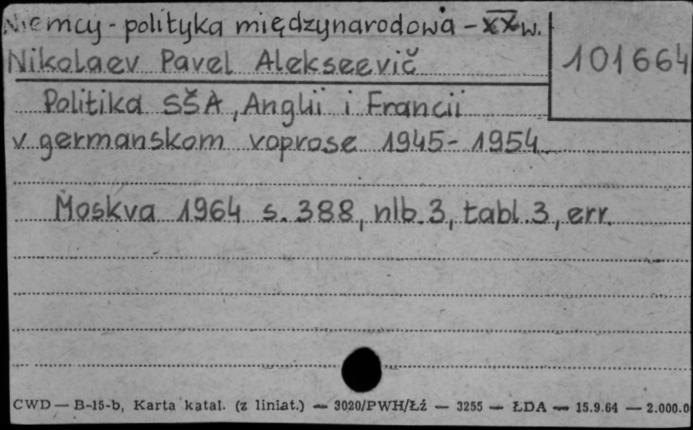 Niemcy - polityka międzynarodowa - XX w.
Nikolaev Pavel Alekseevič
101664
Politika SŠA, Anglii i Francii
v germanskom voprose 1945-1954
Moskva 1964 s. 388, nlb. 3, tabl. 3, err.
CWD — B-15-b, Karta katal. (z liniat.) — 3020/PWH/Łź — 3255 — ŁDA — 15.9.64 — 2.000.0